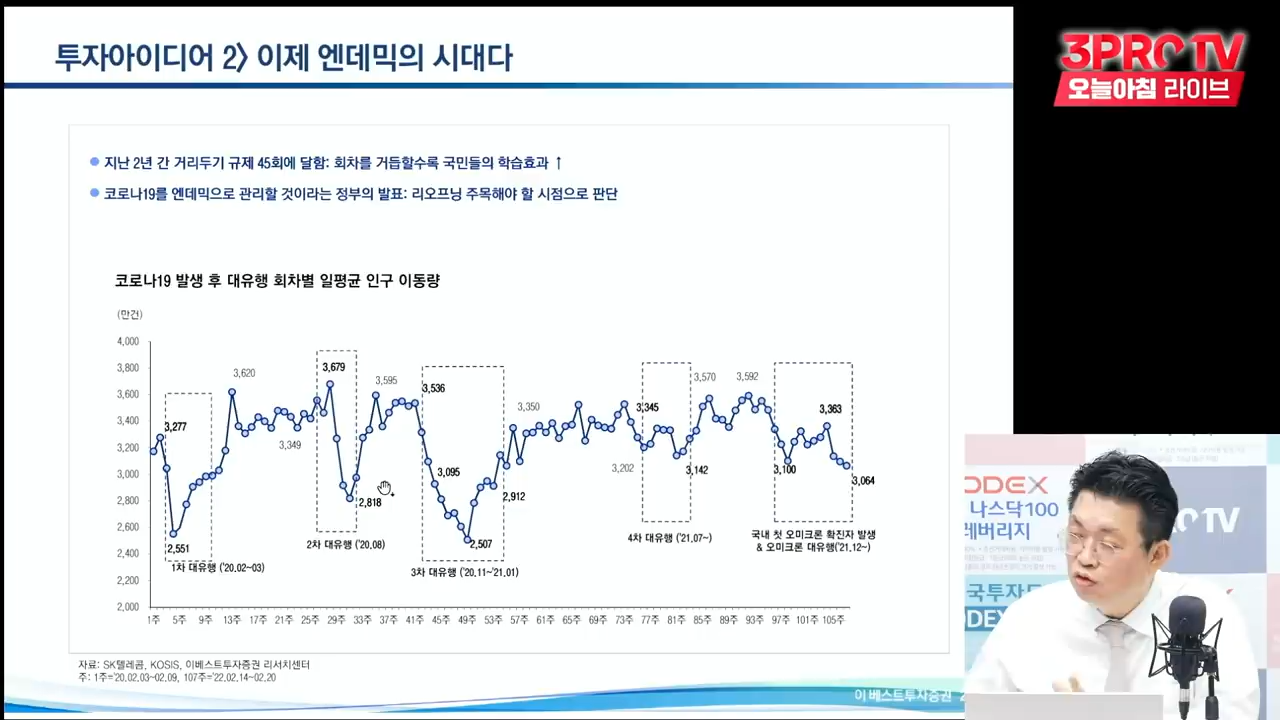 투자아이디어 2> 이제 엔데믹의 시대다
3PRO TV
오늘아침 라이브
지난 2년 간 거리두기 규제 45회에 달함: 회차를 거듭할수록 국민들의 학습효과 ↑
코로나19를 엔데믹으로 관리할 것이라는 정부의 발표: 리오프닝 주목해야 할 시점으로 판단
코로나19 발생 후 대유행 회차별 일평균 인구 이동량
(만건)
4,000
3,800
3,600
3,400
3,200
3,000
2,800
2,600
2,400
2,200
2,000
3,277
2,551
1차 대유행 ('20.02~03)
3,620
3,349
3,679
2,818
2차 대유행 ('20.08)
3,595
3,536
3,095
2,507
3차 대유행 ('20.11~'21.01)
2,912
3,350
3,202
3,345
3,142
4차 대유행 ('21.07~)
3,570
3,592
3,100
3,363
3,064
국내 첫 오미크론 확진자 발생
& 오미크론 대유행('21.12~)
1주 5주 9주 13주 17주 21주 25주 29주 33주 37주 41주 45주 49주 53주 57주 61주 65주 69주 73주 77주 81주 85주 89주 93주 97주 101주 105주
자료: SK텔레콤, KOSIS, 이베스트투자증권 리서치센터
주: 1주='20.02.03~02.09, 107주='22.02.14~02.20
이베스트투자증권 2
ODEX
나스닥100
레버리지
TV
국투자
ODEX